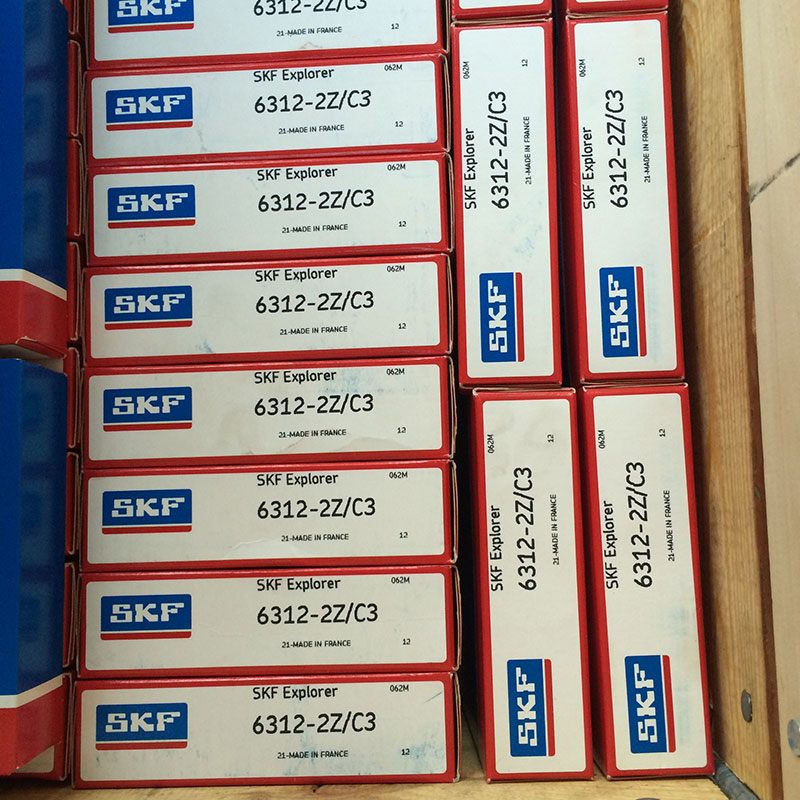 SKF
6312-2Z/C3
21-MADE IN FRANCE
12
SKF
SKF Explorer
062M
6312-2Z/C3
21-MADE IN FRANCE
12
SKF
SKF Explorer
062M
6312-2Z/C3
21-MADE IN FRANCE
12
SKF
SKF Explorer
062M
6312-2Z/C3
21-MADE IN FRANCE
12
SKF
SKF Explorer
062M
6312-2Z/C3
21-MADE IN FRANCE
12
SKF
SKF Explorer
062M
6312-2Z/C3
21-MADE IN FRANCE
12
SKF
SKF Explorer
062M
6312-2Z/C3
21-MADE IN FRANCE
12
SKF
SKF Explorer
062M
6312-2Z/C3
21-MADE IN FRANCE
12
SKF
SKF Explorer
062M
6312-2Z/C3
21-MADE IN FRANCE
12
SKF
SKF Explorer
062M
6312-2Z/C3
21-MADE IN FRANCE
12
SKF
SKF Explorer
062M
6312-2Z/C3
21-MADE IN FRANCE
12
SKF
SKF Explorer
062M
6312-2Z/C3
21-MADE IN FRANCE
12